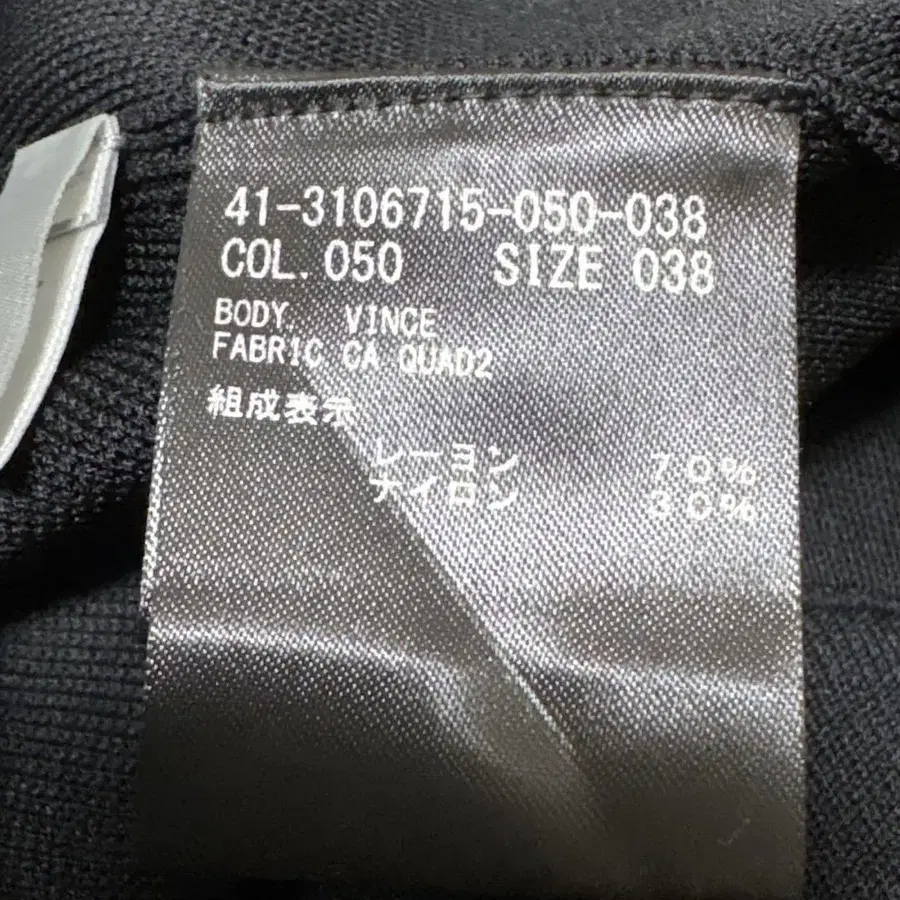 41-3106715-050-038
COL. 050 SIZE 038
BODY. VINCE
FABRIC CA QUAD2
組成表示
レーヨン 70%
ナイロン 30%